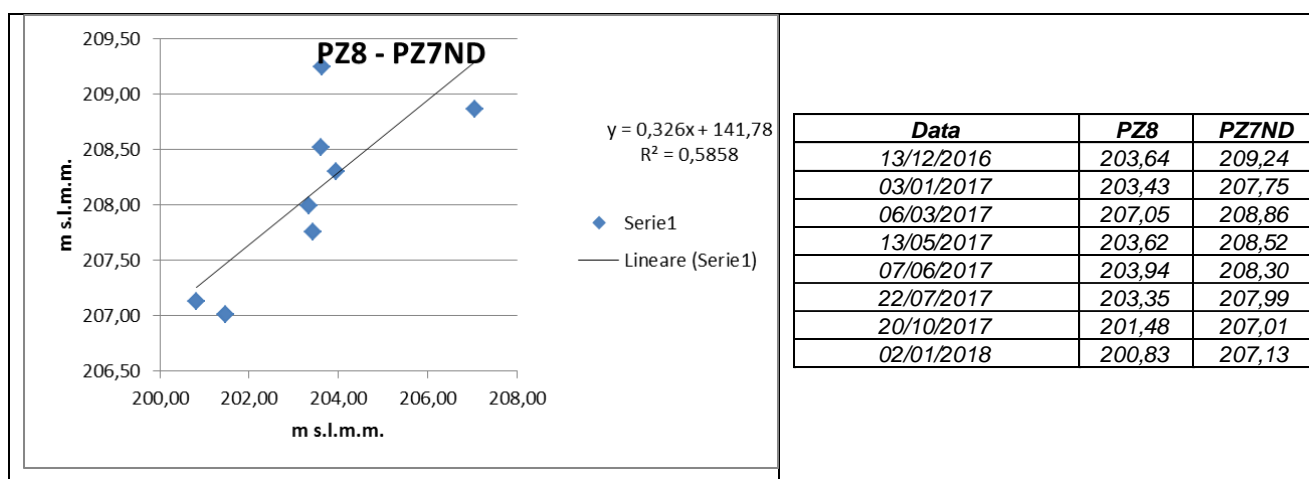 PZ8 - PZ7ND
209,50
209,00
208,50
208,00
207,50
207,00
206,50
m s.l.m.m.
200,00 202,00 204,00 206,00 208,00
m s.l.m.m.
y = 0,326x + 141,78
R² = 0,5858
Serie1
Lineare (Serie1)
Data PZ8 PZ7ND
13/12/2016 203,64 209,24
03/01/2017 203,43 207,75
06/03/2017 207,05 208,86
13/05/2017 203,62 208,52
07/06/2017 203,94 208,30
22/07/2017 203,35 207,99
20/10/2017 201,48 207,01
02/01/2018 200,83 207,13